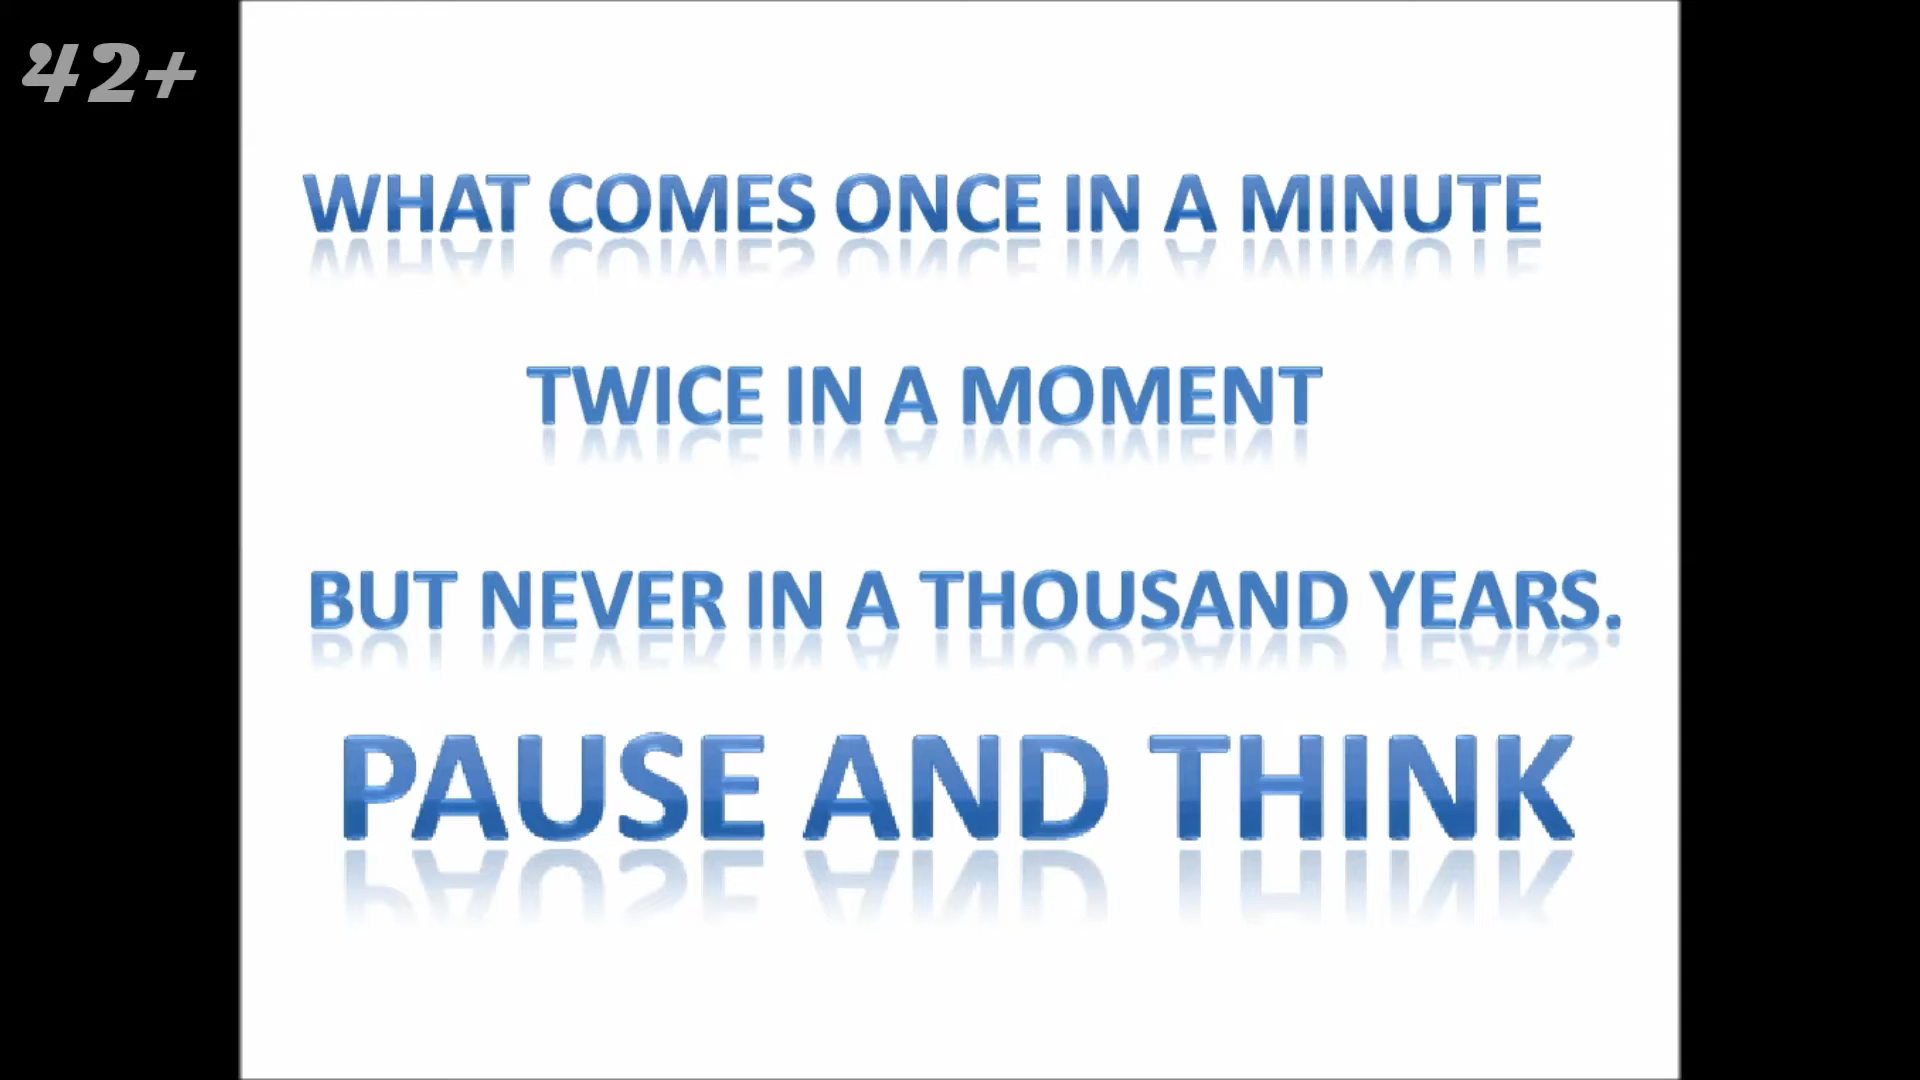 42+
WHAT COMES ONCE IN A MINUTE
TWICE IN A MOMENT
BUT NEVER IN A THOUSAND YEARS.
PAUSE AND THINK